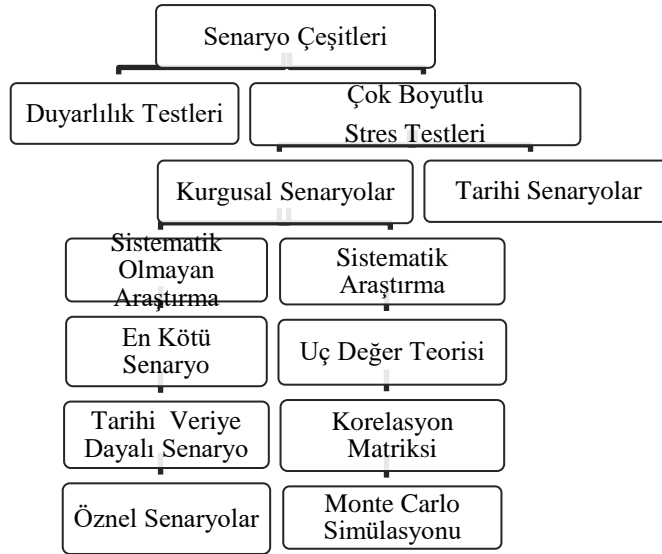 Senaryo Çeşitleri
Duyarlılık Testleri
Çok Boyutlu
Stres Testleri
Kurgusal Senaryolar
Tarihi Senaryolar
Sistematik
Olmayan
Araştırma
Sistematik
Araştırma
En Kötü
Senaryo
Uç Değer Teorisi
Tarihi Veriye
Dayalı Senaryo
Korelasyon
Matriksi
Öznel Senaryolar
Monte Carlo
Simülasyonu